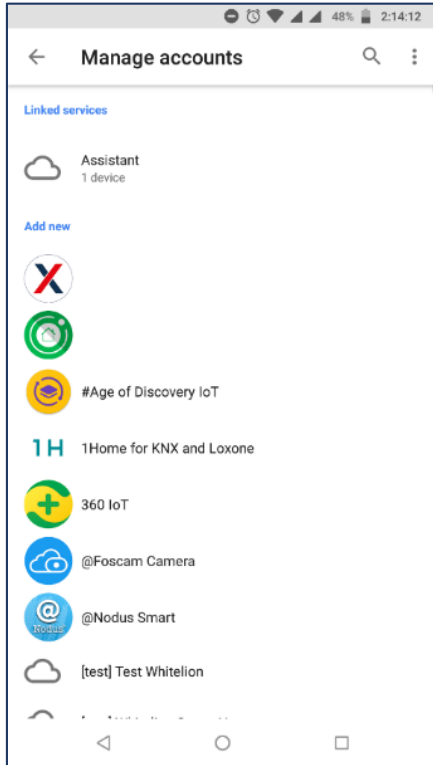 48% 2:14:12
Manage accounts
Linked services
Assistant
1 device
Add new
X
#Age of Discovery IoT
1H 1Home for KNX and Loxone
360 IoT
@Foscam Camera
@
Nodus
@Nodus Smart
[test] Test Whitelion